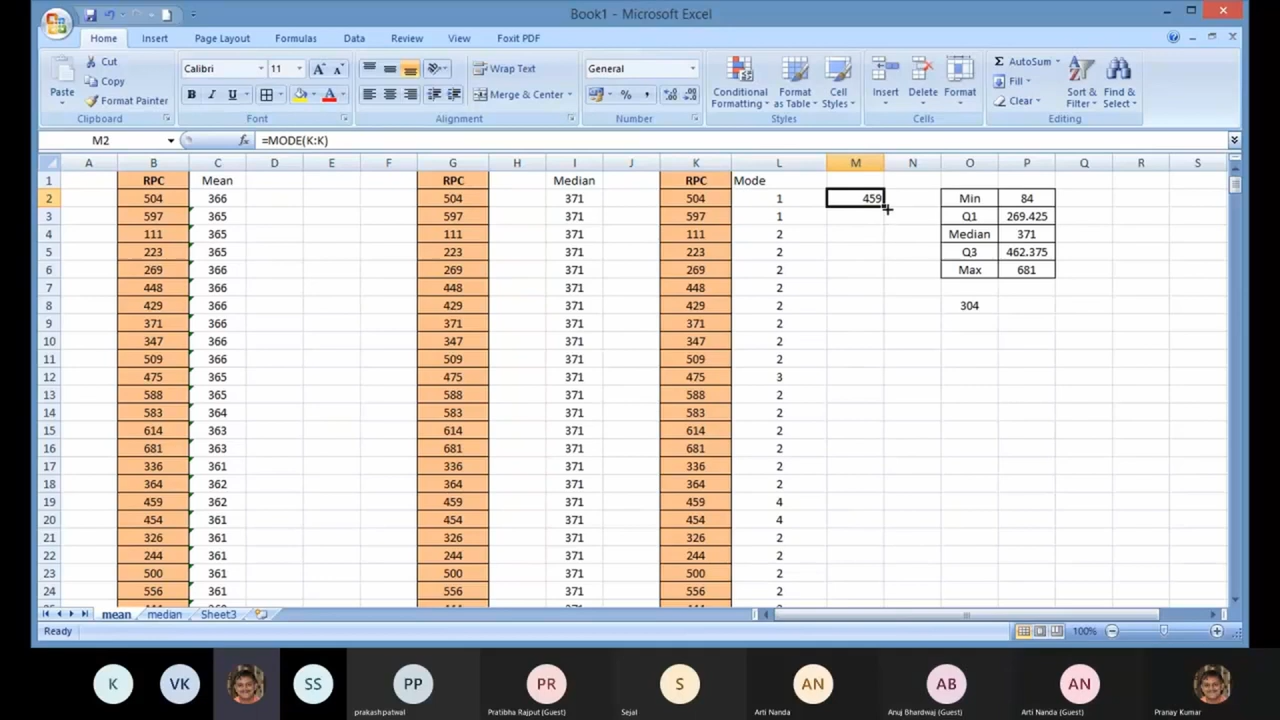 Book1 - Microsoft Excel
Home Insert Page Layout Formulas Data Review View Foxit PDF
Paste Cut Copy Format Painter Clipboard
Calibri 11 B I U Font
Wrap Text Merge & Center Alignment
General % , Number
Conditional Formatting Format as Table Cell Styles Styles
Insert Delete Format Cells
Σ AutoSum Fill Clear Sort & Filter Find & Select Editing
M2 fx =MODE(K:K)
A B C D E F G H I J K L M N O P Q R S
1 RPC Mean RPC Median RPC Mode
2 504 366 504 371 504 1 459 Min 84
3 597 365 597 371 597 1 Q1 269.425
4 111 365 111 371 111 2 Median 371
5 223 365 223 371 223 2 Q3 462.375
6 269 366 269 371 269 2 Max 681
7 448 366 448 371 448 2
8 429 366 429 371 429 2 304
9 371 366 371 371 371 2
10 347 366 347 371 347 2
11 509 366 509 371 509 2
12 475 365 475 371 475 3
13 588 365 588 371 588 2
14 583 364 583 371 583 2
15 614 363 614 371 614 2
16 681 363 681 371 681 2
17 336 361 336 371 336 2
18 364 362 364 371 364 2
19 459 362 459 371 459 4
20 454 361 454 371 454 4
21 326 361 326 371 326 2
22 244 361 244 371 244 2
23 500 361 500 371 500 2
24 556 361 556 371 556 2
mean median Sheet3
Ready 100%
K VK SS PP PR S AN AB AN
prakashpatwal Pratibha Rajput (Guest) Sejal Arti Nanda Anuj Bhardwaj (Guest) Arti Nanda (Guest) Pranay Kumar